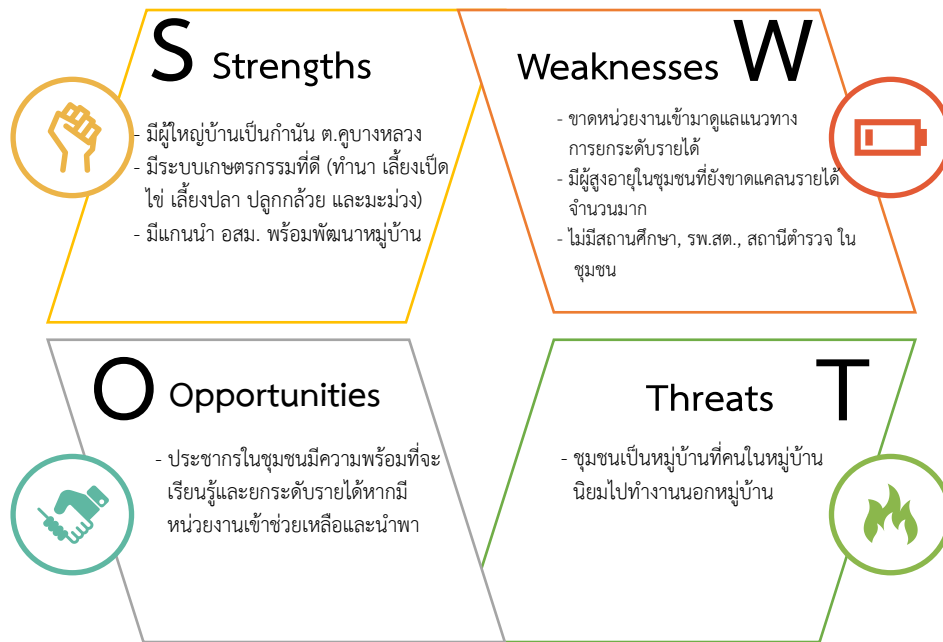 S Strengths
- มีผู้ใหญ่บ้านเป็นกำนัน ต.คูบางหลวง
- มีระบบเกษตรกรรมที่ดี (ทำนา เลี้ยงเป็ด
ไข่ เลี้ยงปลา ปลูกกล้วย และมะม่วง)
- มีแกนนำ อสม. พร้อมพัฒนาหมู่บ้าน
Weaknesses W
- ขาดหน่วยงานเข้ามาดูแลแนวทาง
การยกระดับรายได้
- มีผู้สูงอายุในชุมชนที่ยังขาดแคลนรายได้
จำนวนมาก
- ไม่มีสถานศึกษา, รพ.สต., สถานีตำรวจ ใน
ชุมชน
O Opportunities
- ประชากรในชุมชนมีความพร้อมที่จะ
เรียนรู้และยกระดับรายได้หากมี
หน่วยงานเข้าช่วยเหลือและนำพา
Threats T
- ชุมชนเป็นหมู่บ้านที่คนในหมู่บ้าน
นิยมไปทำงานนอกหมู่บ้าน